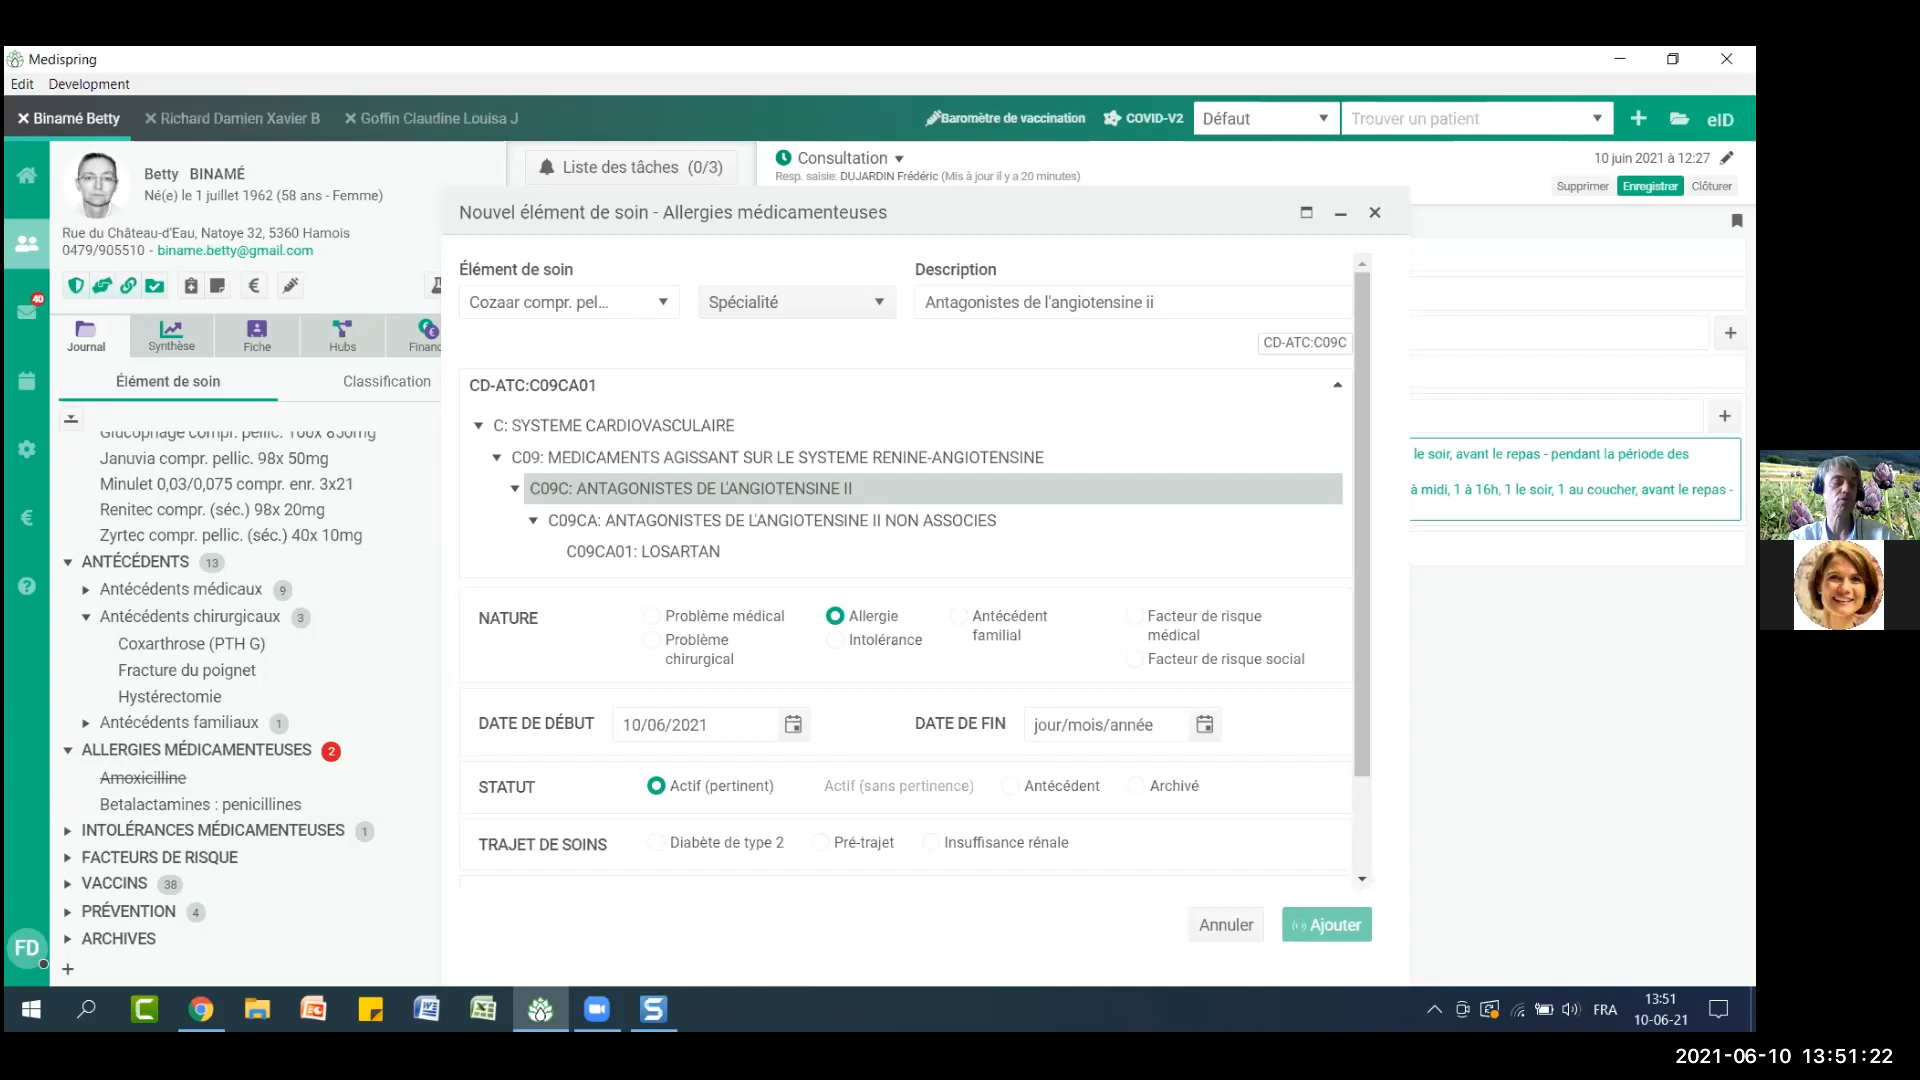 Medispring
Edit Development
Binamé Betty Richard Damien Xavier B Goffin Claudine Louisa J Baromètre de vaccination COVID-V2 Défaut Trouver un patient eID
Betty BINAMÉ
Né(e) le 1 juillet 1962 (58 ans - Femme)
Rue du Château-d'Eau, Natoye 32, 5360 Hamois
0479/905510 - biname.betty@gmail.com
40
Journal Synthèse Fiche Hubs Financ
Élément de soin Classification
Glucophage compr. pellic. 100x 850mg
Januvia compr. pellic. 98x 50mg
Minulet 0,03/0,075 compr. enr. 3x21
Renitec compr. (séc.) 98x 20mg
Zyrtec compr. pellic. (séc.) 40x 10mg
ANTÉCÉDENTS 13
Antécédents médicaux 9
Antécédents chirurgicaux 3
Coxarthrose (PTH G)
Fracture du poignet
Hystérectomie
Antécédents familiaux 1
ALLERGIES MÉDICAMENTEUSES 2
Amoxicilline
Betalactamines : penicillines
INTOLÉRANCES MÉDICAMENTEUSES 1
FACTEURS DE RISQUE
VACCINS 38
PRÉVENTION 4
ARCHIVES
+
FD
Liste des tâches (0/3)
Consultation
Resp. saisie: DUJARDIN Frédéric (Mis à jour il y a 20 minutes)
10 juin 2021 à 12:27
Supprimer Enregistrer Clôturer
Nouvel élément de soin - Allergies médicamenteuses
Élément de soin Description
Cozaar compr. pel... Spécialité Antagonistes de l'angiotensine ii
CD-ATC:C09C
CD-ATC:C09CA01
C: SYSTEME CARDIOVASCULAIRE
C09: MEDICAMENTS AGISSANT SUR LE SYSTEME RENINE-ANGIOTENSINE
C09C: ANTAGONISTES DE L'ANGIOTENSINE II
C09CA: ANTAGONISTES DE L'ANGIOTENSINE II NON ASSOCIES
C09CA01: LOSARTAN
NATURE
Problème médical
Problème
chirurgical
Allergie
Intolérance
Antécédent
familial
Facteur de risque
médical
Facteur de risque social
DATE DE DÉBUT 10/06/2021 DATE DE FIN jour/mois/année
STATUT Actif (pertinent) Actif (sans pertinence) Antécédent Archivé
TRAJET DE SOINS Diabète de type 2 Pré-trajet Insuffisance rénale
Annuler Ajouter
le soir, avant le repas - pendant la période des
à midi, 1 à 16h, 1 le soir, 1 au coucher, avant le repas -
FRA
13:51
10-06-21
2021-06-10 13:51:22